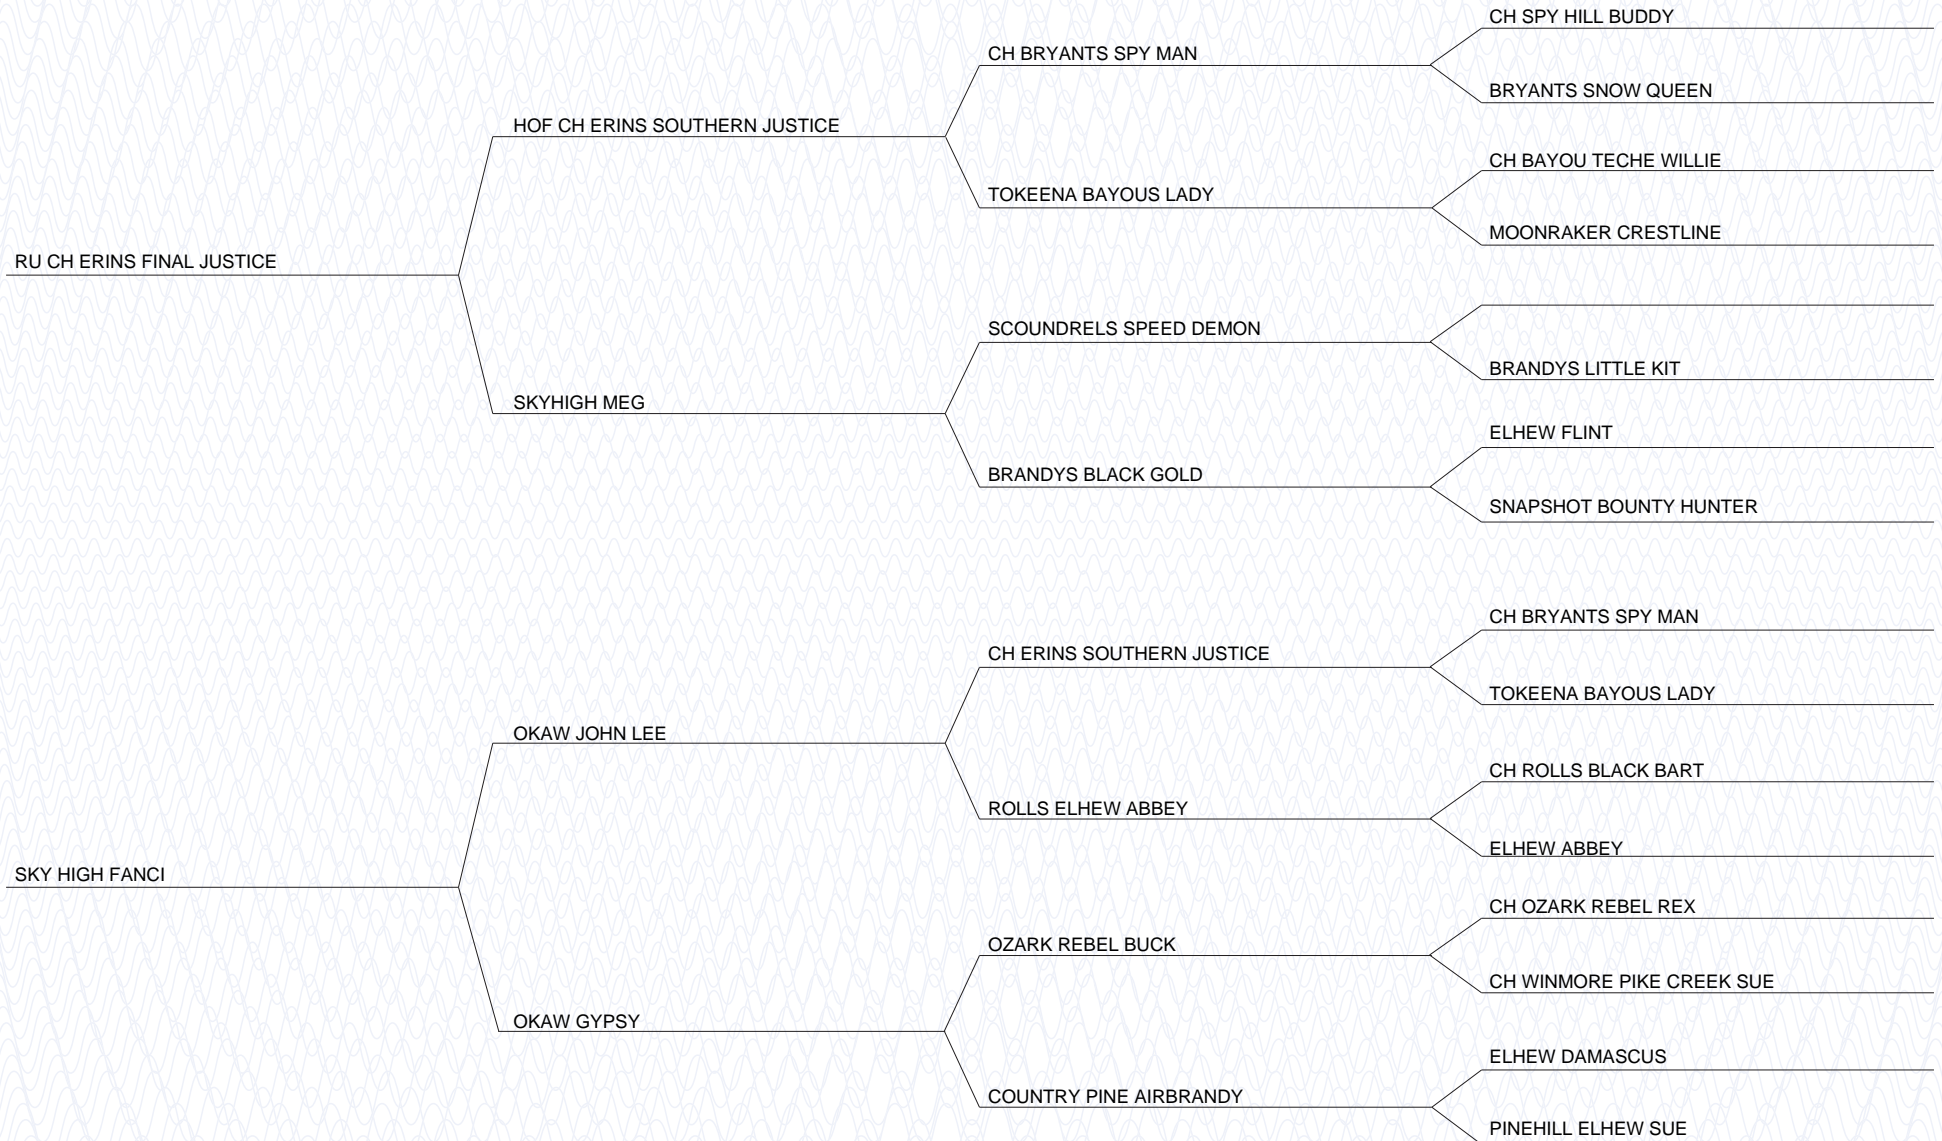 CH SPY HILL BUDDY
CH BRYANTS SPY MAN
BRYANTS SNOW QUEEN
HOF CH ERINS SOUTHERN JUSTICE
CH BAYOU TECHE WILLIE
TOKEENA BAYOUS LADY
MOONRAKER CRESTLINE
RU CH ERINS FINAL JUSTICE
SCOUNDRELS SPEED DEMON
BRANDYS LITTLE KIT
SKYHIGH MEG
ELHEW FLINT
BRANDYS BLACK GOLD
SNAPSHOT BOUNTY HUNTER
CH BRYANTS SPY MAN
CH ERINS SOUTHERN JUSTICE
TOKEENA BAYOUS LADY
OKAW JOHN LEE
CH ROLLS BLACK BART
ROLLS ELHEW ABBEY
ELHEW ABBEY
SKY HIGH FANCI
CH OZARK REBEL REX
OZARK REBEL BUCK
CH WINMORE PIKE CREEK SUE
OKAW GYPSY
ELHEW DAMASCUS
COUNTRY PINE AIRBRANDY
PINEHILL ELHEW SUE